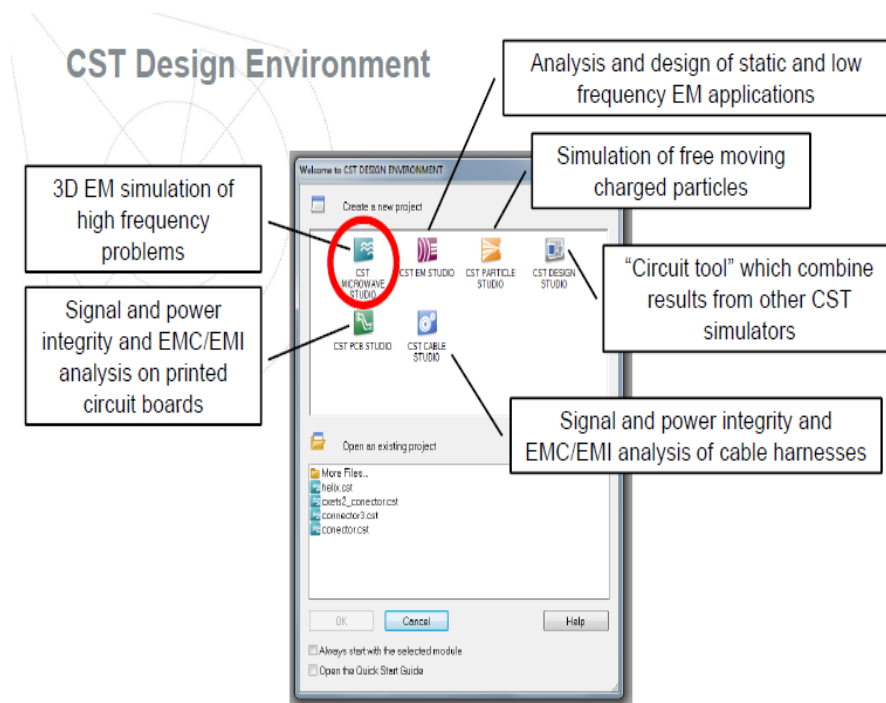 CST Design Environment
Analysis and design of static and low
frequency EM applications
Simulation of free moving
charged particles
3D EM simulation of
high frequency
problems
"Circuit tool" which combine
results from other CST
simulators
Signal and power
integrity and EMC/EMI
analysis on printed
circuit boards
Signal and power integrity and
EMC/EMI analysis of cable harnesses
Welcome to CST DESIGN ENVIRONMENT
Create a new project
CST
MICROWAVE
STUDIO
CST EM STUDIO
CST PARTICLE
STUDIO
CST DESIGN
STUDIO
CST PCB STUDIO
CST CABLE
STUDIO
Open an existing project
More Files...
helix.cst
cxets2_conector.cst
connector3.cst
conector.cst
OK
Cancel
Help
Always start with the selected module
Open the Quick Start Guide